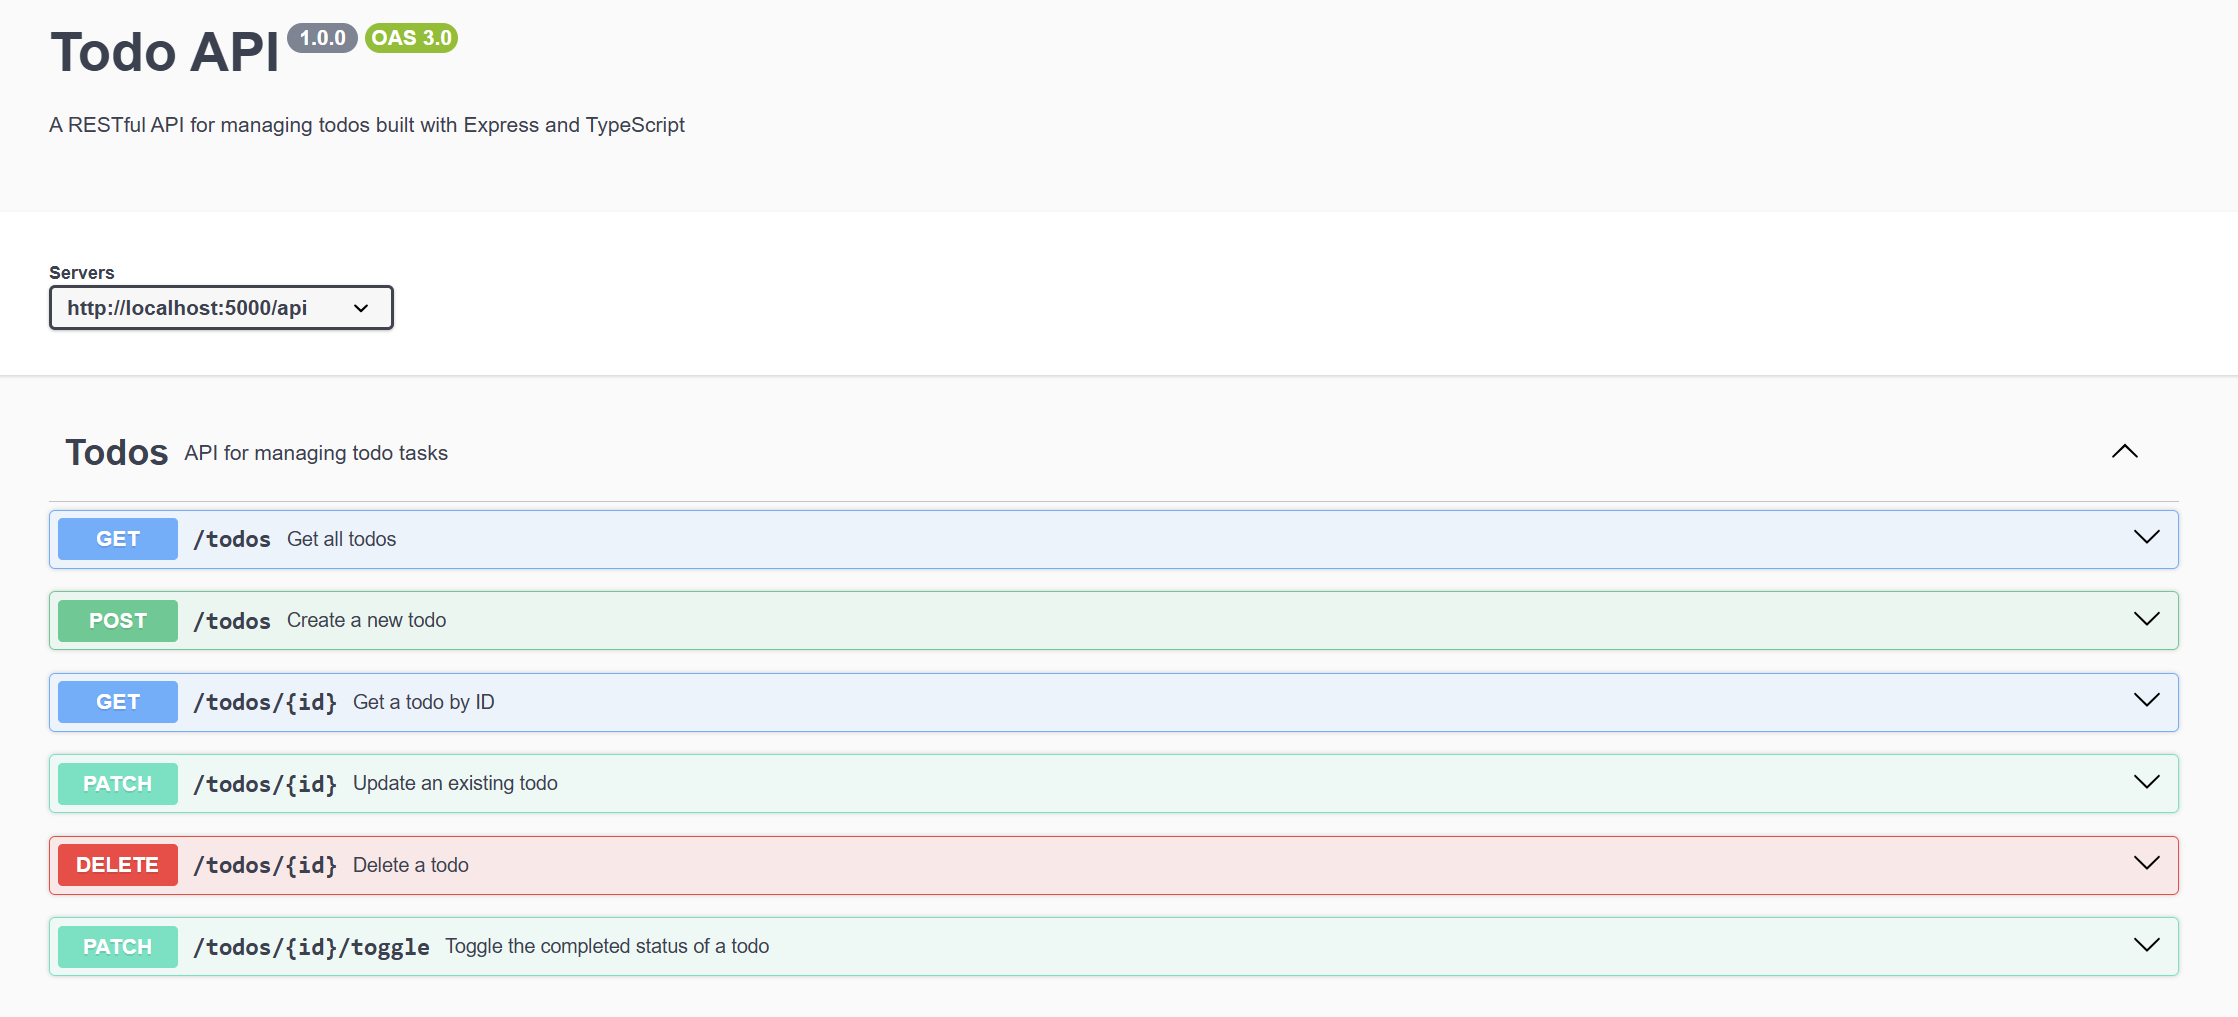 Todo API 1.0.0 OAS 3.0
A RESTful API for managing todos built with Express and TypeScript
Servers
http://localhost:5000/api
Todos API for managing todo tasks
GET /todos Get all todos
POST /todos Create a new todo
GET /todos/{id} Get a todo by ID
PATCH /todos/{id} Update an existing todo
DELETE /todos/{id} Delete a todo
PATCH /todos/{id}/toggle Toggle the completed status of a todo